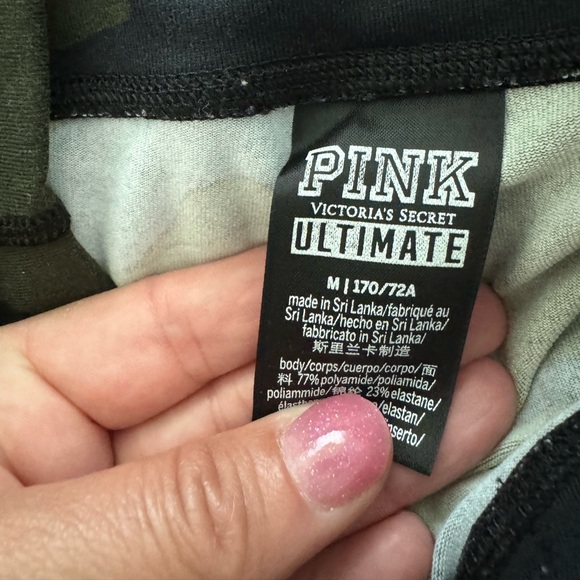 PINK
VICTORIA'S SECRET
ULTIMATE
M | 170/72A
made in Sri Lanka/fabriqué au
Sri Lanka/hecho en Sri Lanka/
fabbricato in Sri Lanka/
斯里兰卡制造
body/corps/cuerpo/corpo/面
料 77% polyamide/poliamida/
poliammide/锦纶 23% elastane/
/elastan/
inserto/